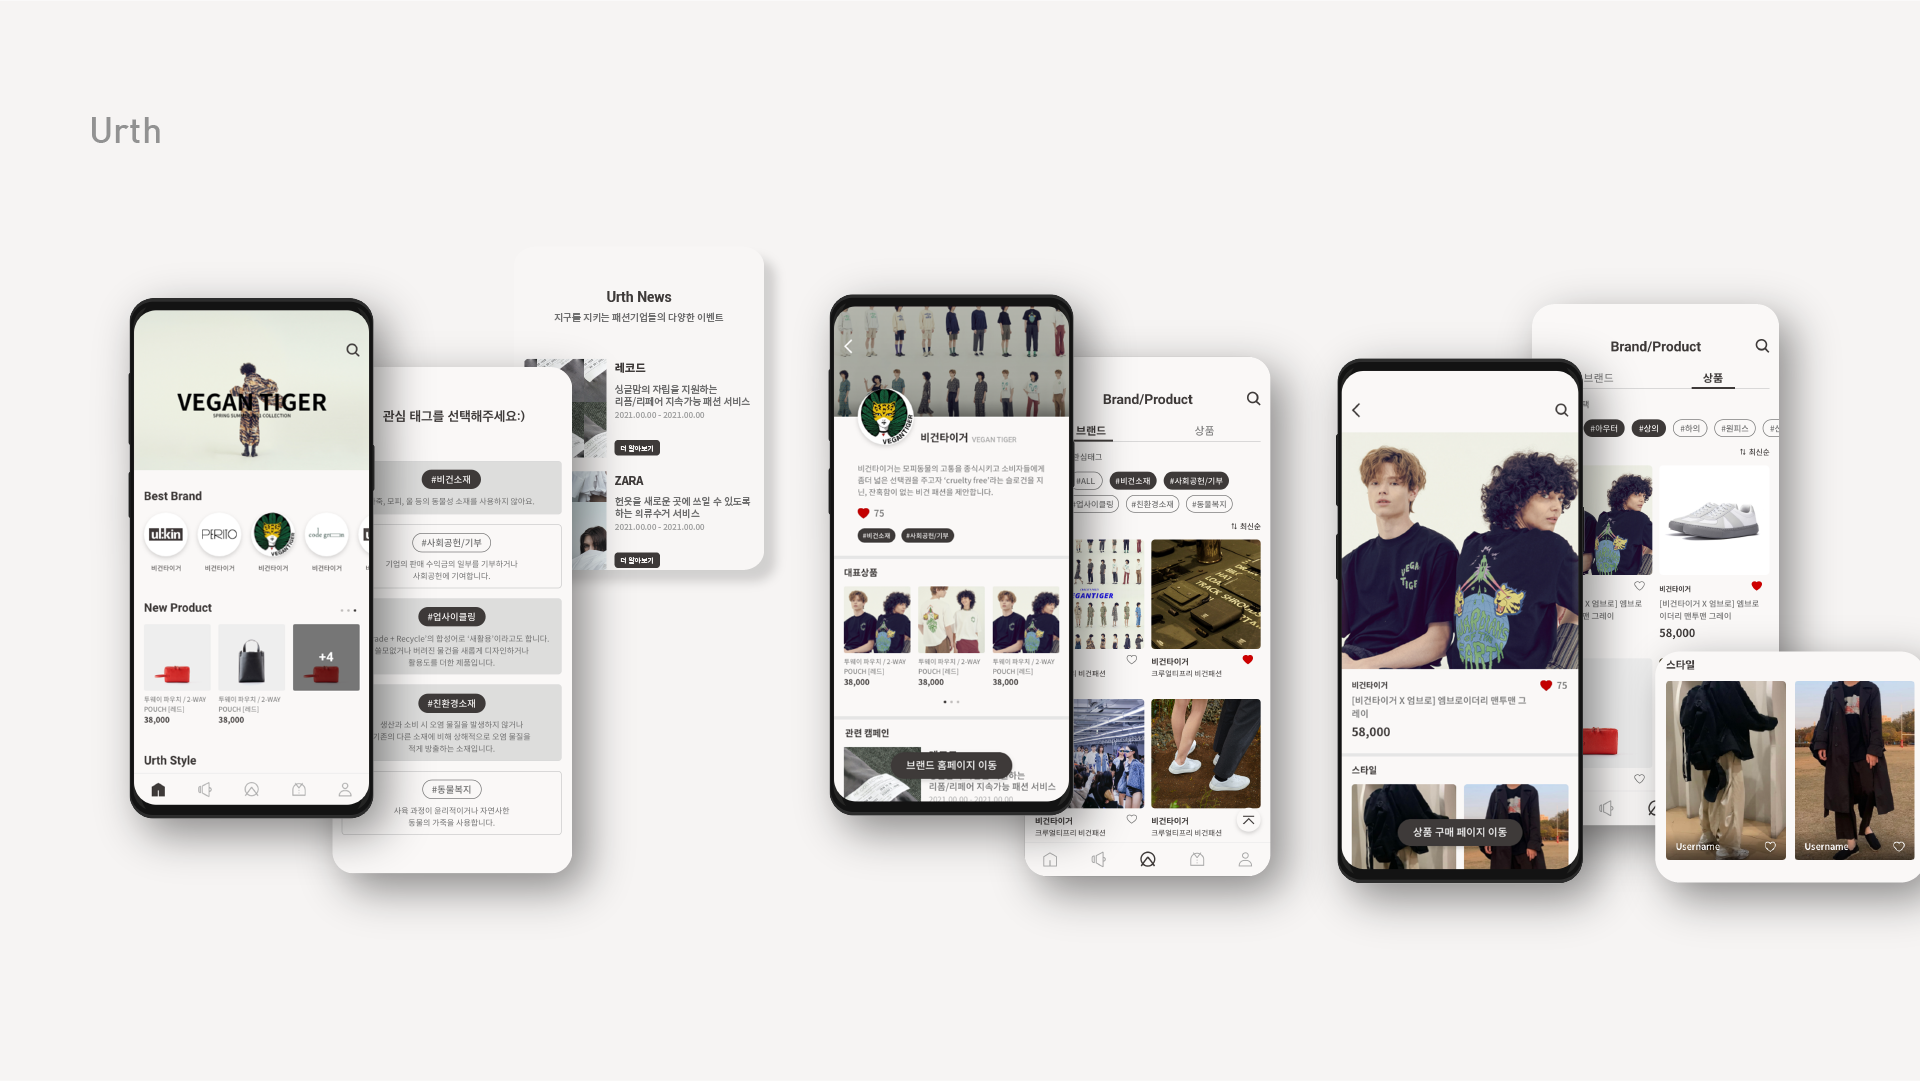 Urth
VEGAN TIGER
SPRING SUMMER 2021 COLLECTION
Best Brand
ul:kin
PERITO
VEGANTIGER
비건타이거
비건타이거
비건타이거
비건타이거
New Product
+4
투웨이 파우치 / 2-WAY
POUCH [레드]
38,000
투웨이 파우치 / 2-WAY
POUCH [레드]
38,000
Urth Style
관심 태그를 선택해주세요:)
#비건소재
모피, 울 등의 동물성 소재를 사용하지 않아요.
#사회공헌/기부
기업의 판매 수익금의 일부를 기부하거나
사회공헌에 기여합니다.
#업사이클링
ade + Recycle'의 합성어로 '새활용'이라고도 합니다.
쓸모없거나 버려진 물건을 새롭게 디자인하거나
활용도를 더한 제품입니다.
#친환경소재
생산과 소비 시 오염 물질을 발생하지 않거나
기존의 다른 소재에 비해 상해적으로 오염 물질을
적게 방출하는 소재입니다.
#동물복지
사육 과정이 윤리적이거나 자연사한
동물의 가죽을 사용합니다.
Urth News
지구를 지키는 패션기업들의 다양한 이벤트
레코드
싱글맘의 자립을 지원하는
리폼/리페어 지속가능 패션 서비스
2021.00.00 - 2021.00.00
더 알아보기
ZARA
헌옷을 새로운 곳에 쓰일 수 있도록
하는 의류수거 서비스
2021.00.00 - 2021.00.00
더 알아보기
VEGANTIGER
비건타이거 VEGAN TIGER
비건타이거는 모피동물의 고통을 종식시키고 소비자들에게
좀더 넓은 선택권을 주고자 'cruelty free'라는 슬로건을 지
닌, 잔혹함이 없는 비건 패션을 제안합니다.
75
#비건소재
#사회공헌/기부
대표상품
투웨이 파우치 / 2-WAY
POUCH [레드]
38,000
투웨이 파우치 / 2-WAY
POUCH [레드]
38,000
투웨이 파우치 / 2-WAY
POUCH [레드]
38,000
관련 캠페인
브랜드 홈페이지 이동
리폼/리페어 지속가능 패션 서비스
2021.00.00 - 2021.00.00
Brand/Product
브랜드
상품
관심태그
#ALL
#비건소재
#사회공헌/기부
#업사이클링
#친환경소재
#동물복지
최신순
비건패션
비건타이거
크루얼티프리 비건패션
비건타이거
크루얼티프리 비건패션
비건타이거
크루얼티프리 비건패션
VEGA
TIGE
비건타이거
75
[비건타이거 X 엄브로] 엠브로이더리 맨투맨 그
레이
58,000
스타일
상품 구매 페이지 이동
Brand/Product
브랜드
상품
#아우터
#상의
#하의
#원피스
최신순
X 엄브로] 엠브로
맨 그레이
비건타이거
[비건타이거 X 엄브로] 엠브로
이더리 맨투맨 그레이
58,000
스타일
Username
Username